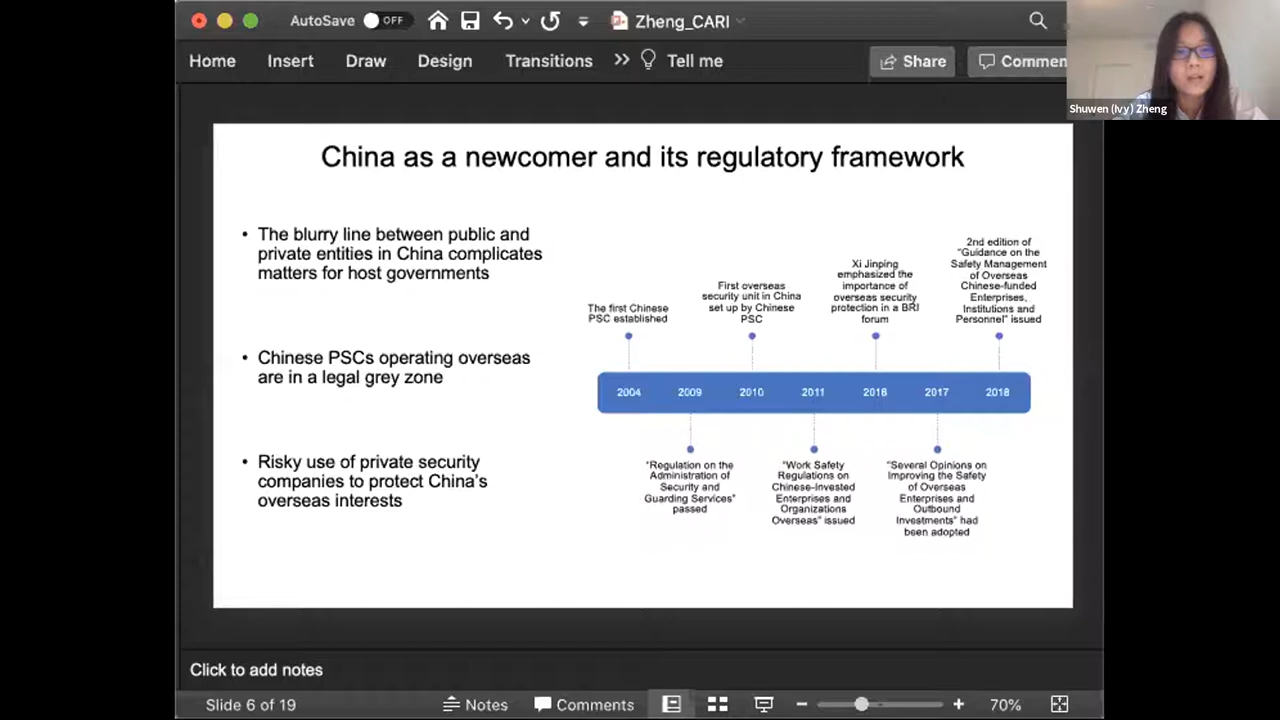 AutoSave OFF Zheng_CARI
Home Insert Draw Design Transitions Tell me Share Commen
Shuwen (Ivy) Zheng
China as a newcomer and its regulatory framework
• The blurry line between public and
private entities in China complicates
matters for host governments
• Chinese PSCs operating overseas
are in a legal grey zone
• Risky use of private security
companies to protect China's
overseas interests
The first Chinese
PSC established
First overseas
security unit in China
set up by Chinese
PSC
Xi Jinping
emphasized the
importance of
overseas security
protection in a BRI
forum
2nd edition of
"Guidance on the
Safety Management
of Overseas
Chinese-funded
Enterprises,
Institutions and
Personnel" issued
2004 2009 2010 2011 2016 2017 2018
"Regulation on the
Administration of
Security and
Guarding Services"
passed
"Work Safety
Regulations on
Chinese-Invested
Enterprises and
Organizations
Overseas" issued
"Several Opinions on
Improving the Safety
of Overseas
Enterprises and
Outbound
Investments" had
been adopted
Click to add notes
Slide 6 of 19 Notes Comments 70%